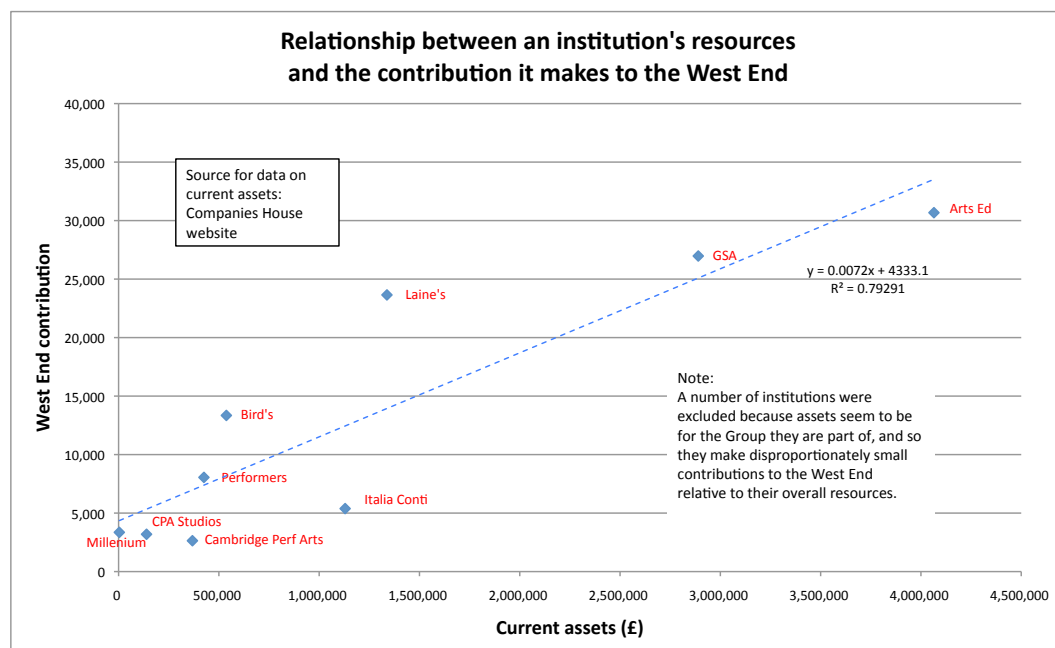 Relationship between an institution's resources
and the contribution it makes to the West End
40,000
35,000
30,000
25,000
20,000
15,000
10,000
5,000
0
West End contribution
Source for data on
current assets:
Companies House
website
Arts Ed
GSA
y = 0.0072x + 4333.1
R² = 0.79291
Laine's
Bird's
Performers
Italia Conti
CPA Studios
Millenium
Cambridge Perf Arts
Note:
A number of institutions were
excluded because assets seem to be
for the Group they are part of, and so
they make disproportionately small
contributions to the West End
relative to their overall resources.
0
500,000
1,000,000
1,500,000
2,000,000
2,500,000
3,000,000
3,500,000
4,000,000
4,500,000
Current assets (£)